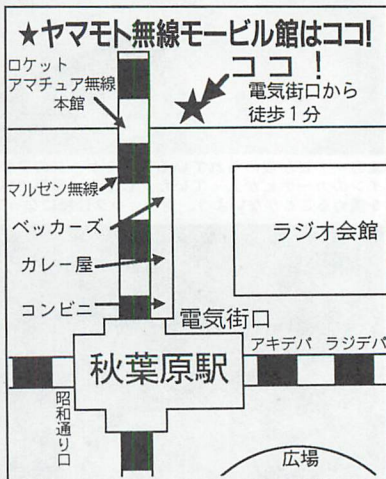 ★ヤマモト無線モービル館はココ!
ココ!
ロケット
アマチュア無線
本館
電気街口から
徒歩1分
マルゼン無線
ベッカーズ
ラジオ会館
カレー屋
コンビニ
電気街口
アキデパ ラジデパ
秋葉原駅
昭和通り口
広場